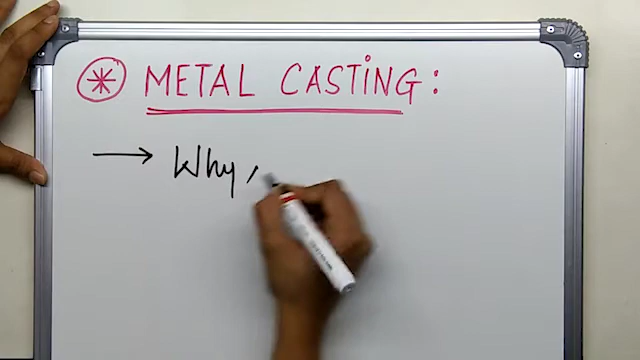 ⊛ METAL CASTiNG:
→ Why,